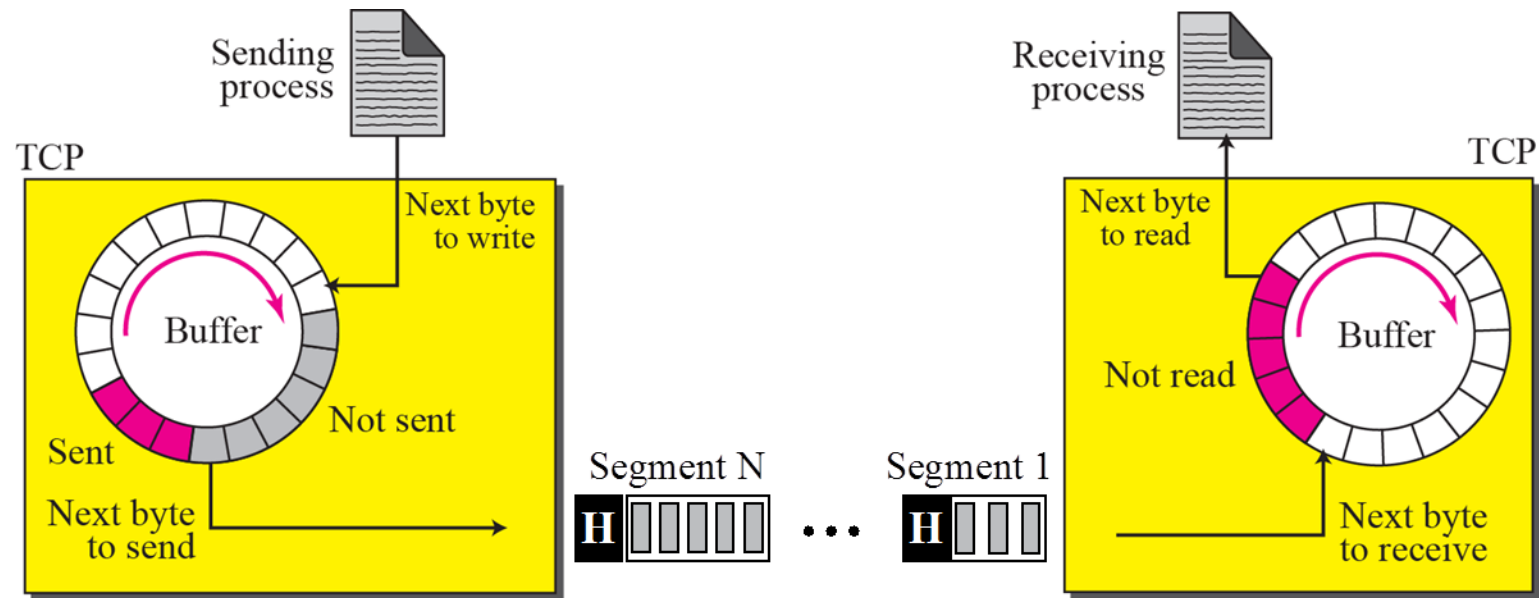 Sending
process
TCP
Next byte
to write
Buffer
Not sent
Sent
Next byte
to send
Segment N
H
...
Segment 1
H
Receiving
process
TCP
Next byte
to read
Buffer
Not read
Next byte
to receive